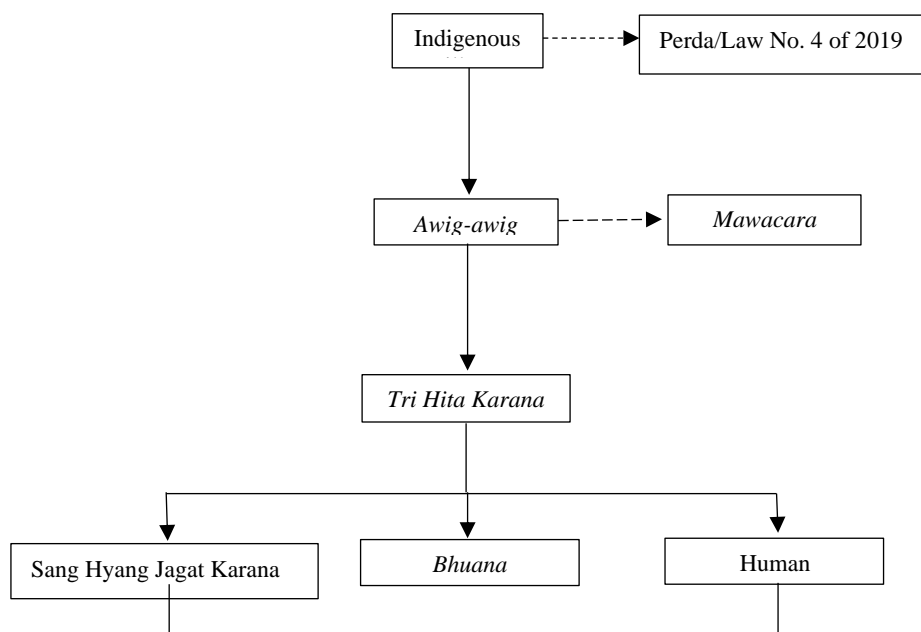 Indigenous
Perda/Law No. 4 of 2019
Awig-awig
Mawacara
Tri Hita Karana
Sang Hyang Jagat Karana
Bhuana
Human